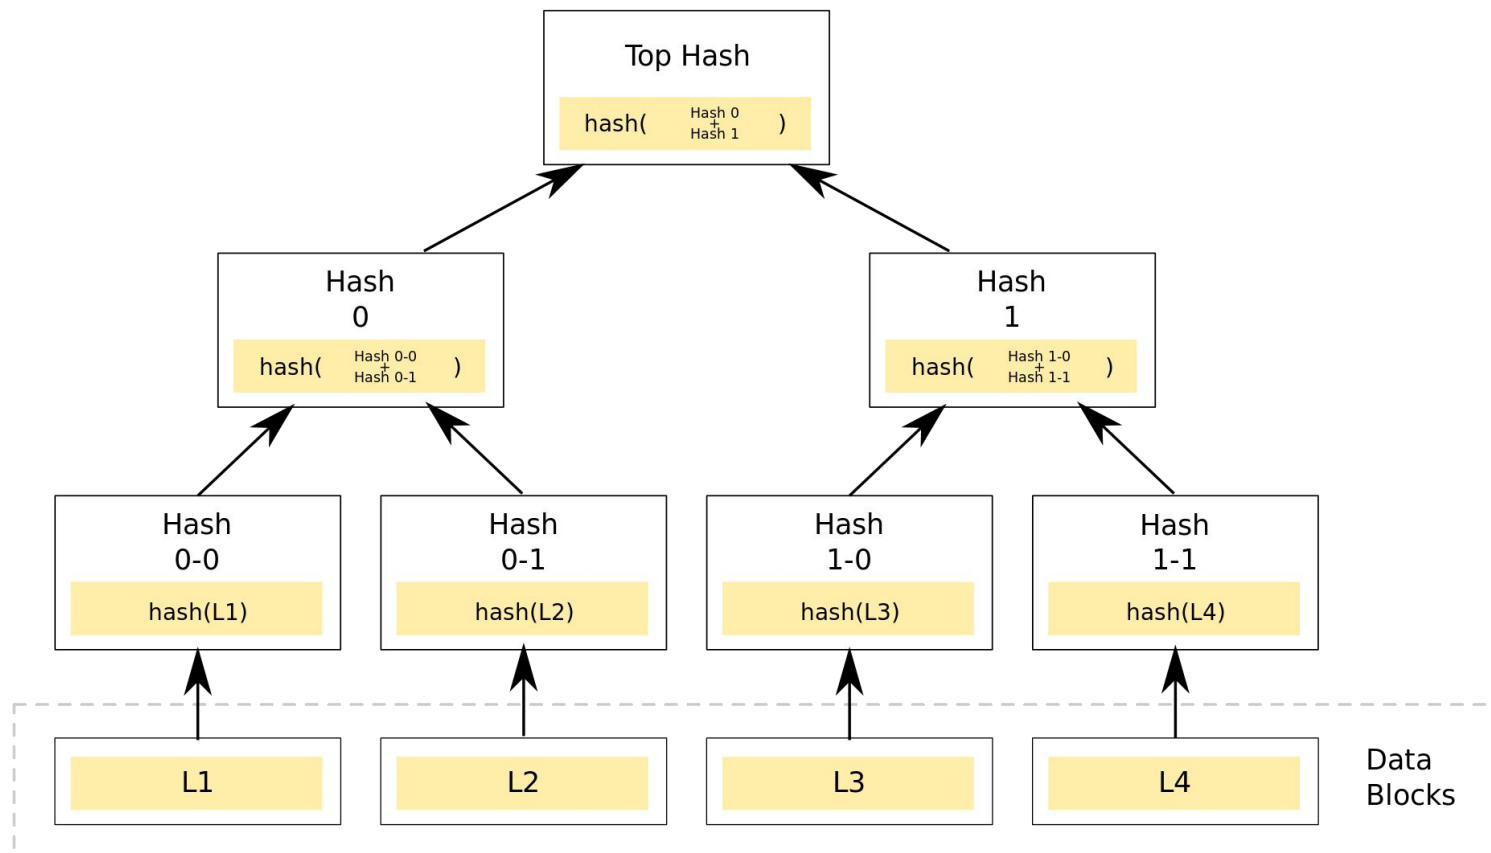 Top Hash
hash( Hash 0 + Hash 1 )
Hash
0
hash( Hash 0-0 + Hash 0-1 )
Hash
1
hash( Hash 1-0 + Hash 1-1 )
Hash
0-0
hash(L1)
Hash
0-1
hash(L2)
Hash
1-0
hash(L3)
Hash
1-1
hash(L4)
L1
L2
L3
L4
Data
Blocks